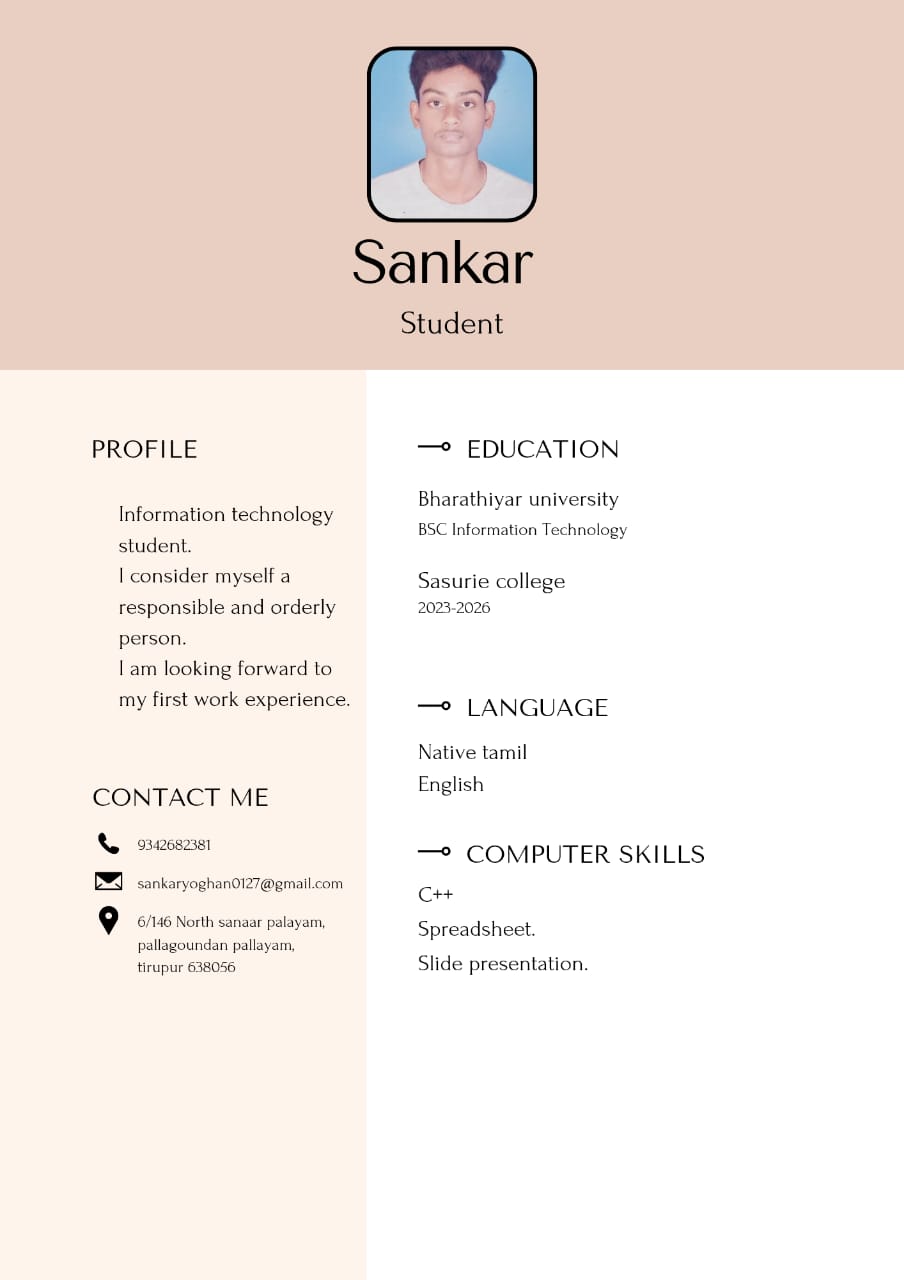 Sankar
Student
PROFILE
Information technology
student.
I consider myself a
responsible and orderly
person.
I am looking forward to
my first work experience.
CONTACT ME
9342682381
sankaryoghan0127@gmail.com
6/146 North sanaar palayam,
pallagoundan pallayam,
tirupur 638056
EDUCATION
Bharathiyar university
BSC Information Technology
Sasurie college
2023-2026
LANGUAGE
Native tamil
English
COMPUTER SKILLS
C++
Spreadsheet.
Slide presentation.